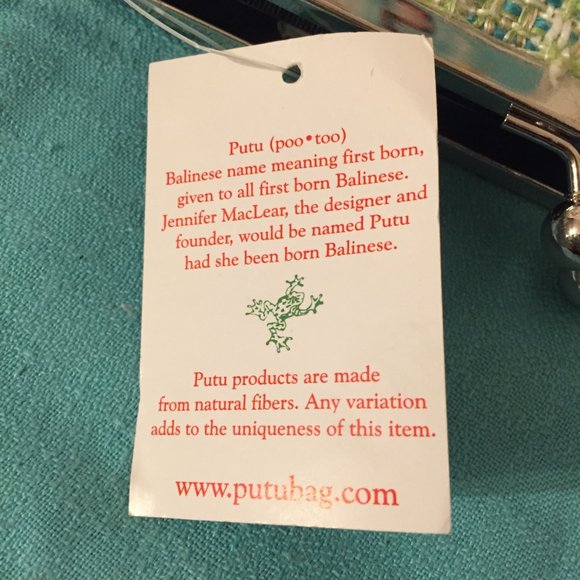 Putu (poo•too)
Balinese name meaning first born,
given to all first born Balinese.
Jennifer MacLear, the designer and
founder, would be named Putu
had she been born Balinese.
Putu products are made
from natural fibers. Any variation
adds to the uniqueness of this item.
www.putubag.com